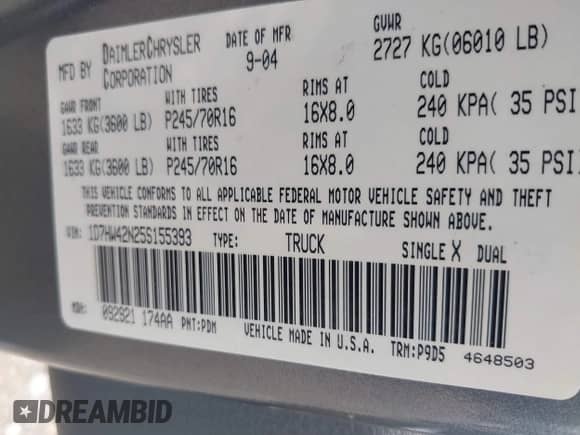 MFD BY DAIMLERCHRYSLER CORPORATION
DATE OF MFR 9-04
GVWR 2727 KG(06010 LB)
GAWR FRONT WITH TIRES RIMS AT COLD
1633 KG(3600 LB) P245/70R16 16X8.0 240 KPA( 35 PSI
GAWR REAR WITH TIRES RIMS AT COLD
1633 KG(3600 LB) P245/70R16 16X8.0 240 KPA( 35 PSI
THIS VEHICLE CONFORMS TO ALL APPLICABLE FEDERAL MOTOR VEHICLE SAFETY AND THEFT
PREVENTION STANDARDS IN EFFECT ON THE DATE OF MANUFACTURE SHOWN ABOVE.
VIN: 1D7HW42N25S155393 TYPE: TRUCK SINGLE X DUAL
MDH: 092921 174AA PNT:PDM VEHICLE MADE IN U.S.A. TRM:P9D5 4648503
DREAMBID